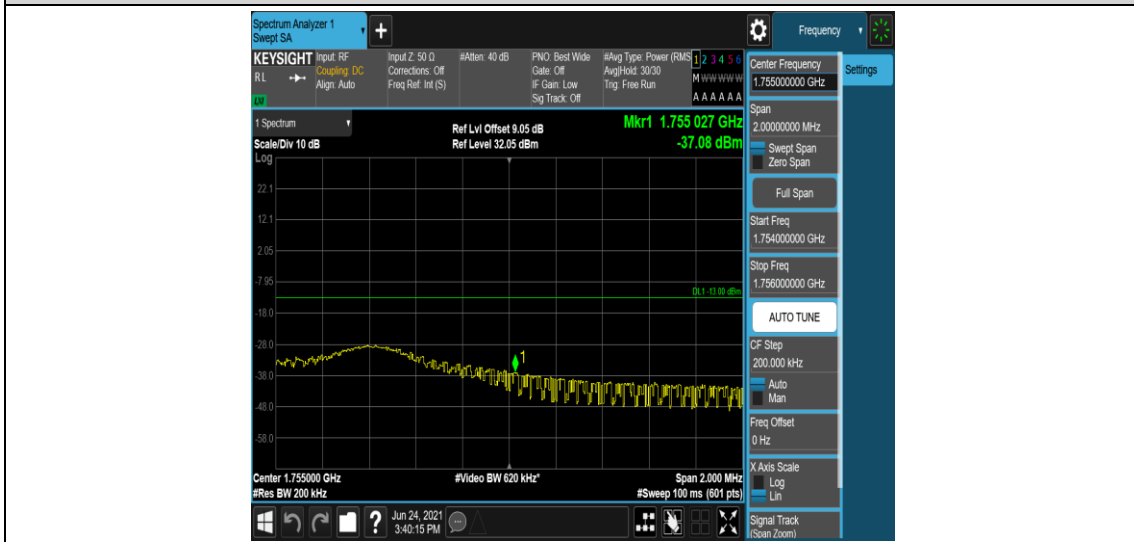 Spectrum Analyzer 1
Swept SA
+
Frequency
KEYSIGHT
RL
LXI
Input: RF
Coupling: DC
Align: Auto
Input Z: 50 Ω
Corrections: Off
Freq Ref: Int (S)
#Atten: 40 dB
PNO: Best Wide
Gate: Off
IF Gain: Low
Sig Track: Off
#Avg Type: Power (RMS
Avg|Hold: 30/30
Trig: Free Run
1 2 3 4 5 6
M W W W W W
A A A A A A
1 Spectrum
Scale/Div 10 dB
Ref Lvl Offset 9.05 dB
Ref Level 32.05 dBm
Mkr1 1.755 027 GHz
-37.08 dBm
Log
22.1
12.1
2.05
-7.95
-18.0
-28.0
-38.0
-48.0
-58.0
DL1 -13.00 dBm
1
Center 1.755000 GHz
#Res BW 200 kHz
#Video BW 620 kHz*
Span 2.000 MHz
#Sweep 100 ms (601 pts)
?
Jun 24, 2021
3:40:15 PM
Center Frequency
1.755000000 GHz
Settings
Span
2.00000000 MHz
Swept Span
Zero Span
Full Span
Start Freq
1.754000000 GHz
Stop Freq
1.756000000 GHz
AUTO TUNE
CF Step
200.000 kHz
Auto
Man
Freq Offset
0 Hz
X Axis Scale
Log
Lin
Signal Track
(Span Zoom)